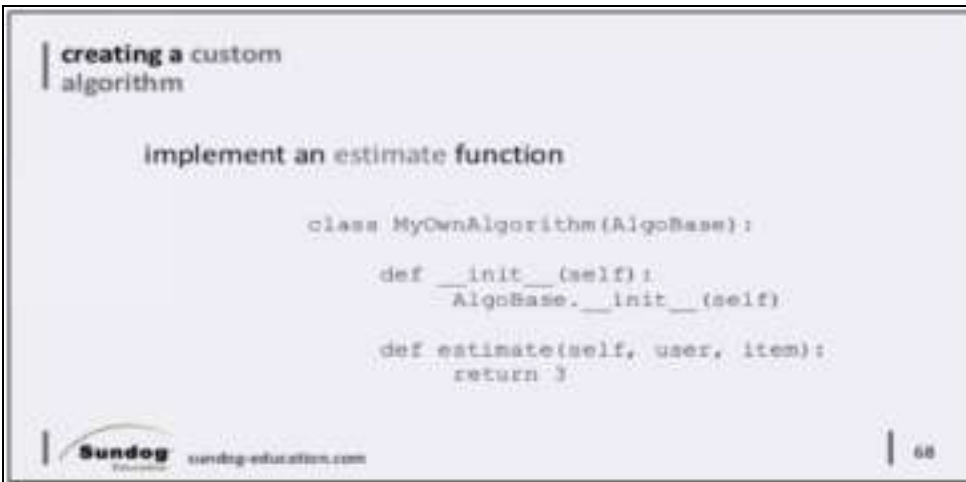 creating a custom
algorithm
implement an estimate function
class MyOwnAlgorithm(AlgoBase):
def __init__(self):
AlgoBase.__init__(self)
def estimate(self, user, item):
return 3
Sundog
Education
sundog-education.com
68